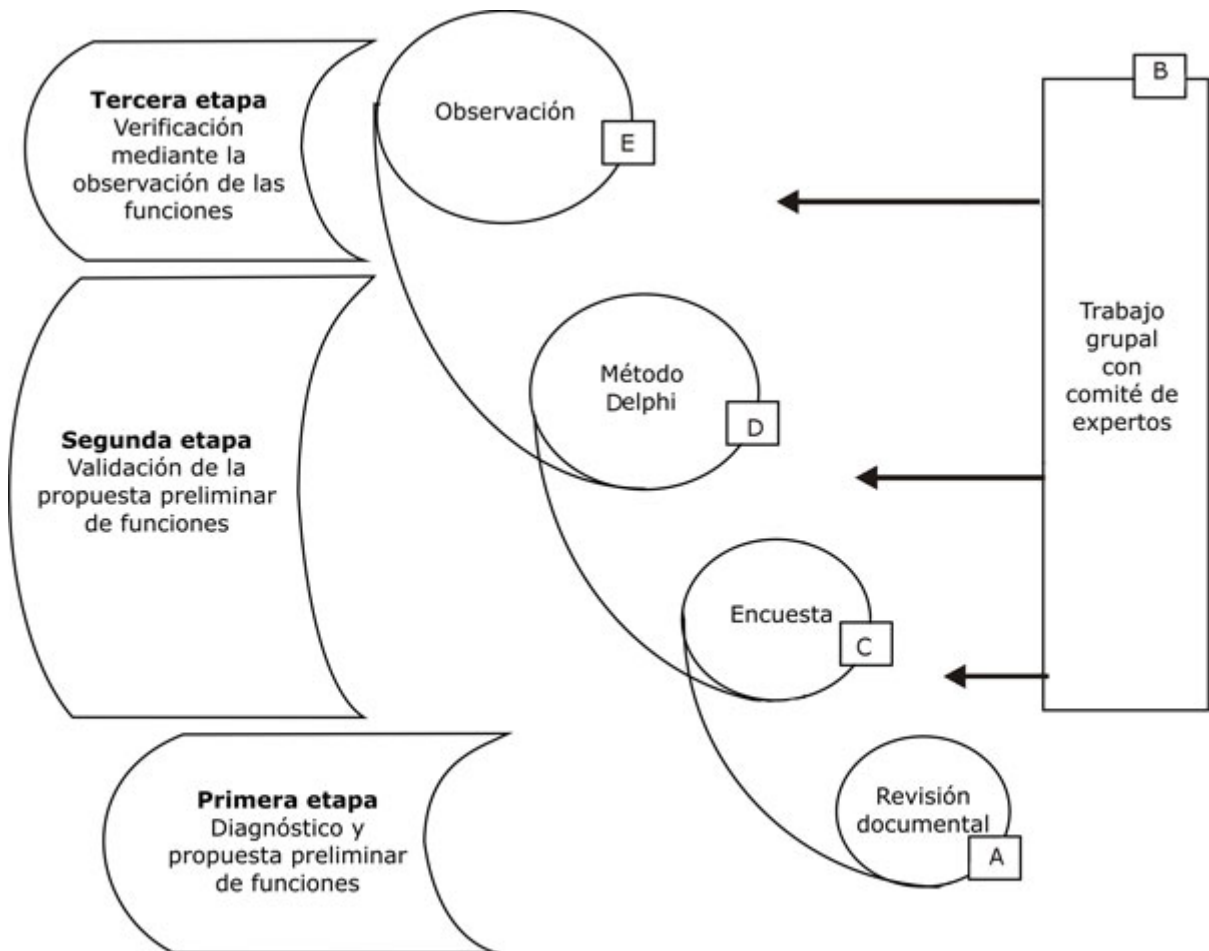 Tercera etapa
Verificación
mediante la
observación de las
funciones
Observación
E
B
Trabajo
grupal
con
comité de
expertos
Segunda etapa
Validación de la
propuesta preliminar
de funciones
Método
Delphi
D
Encuesta
C
Primera etapa
Diagnóstico y
propuesta preliminar
de funciones
Revisión
documental
A